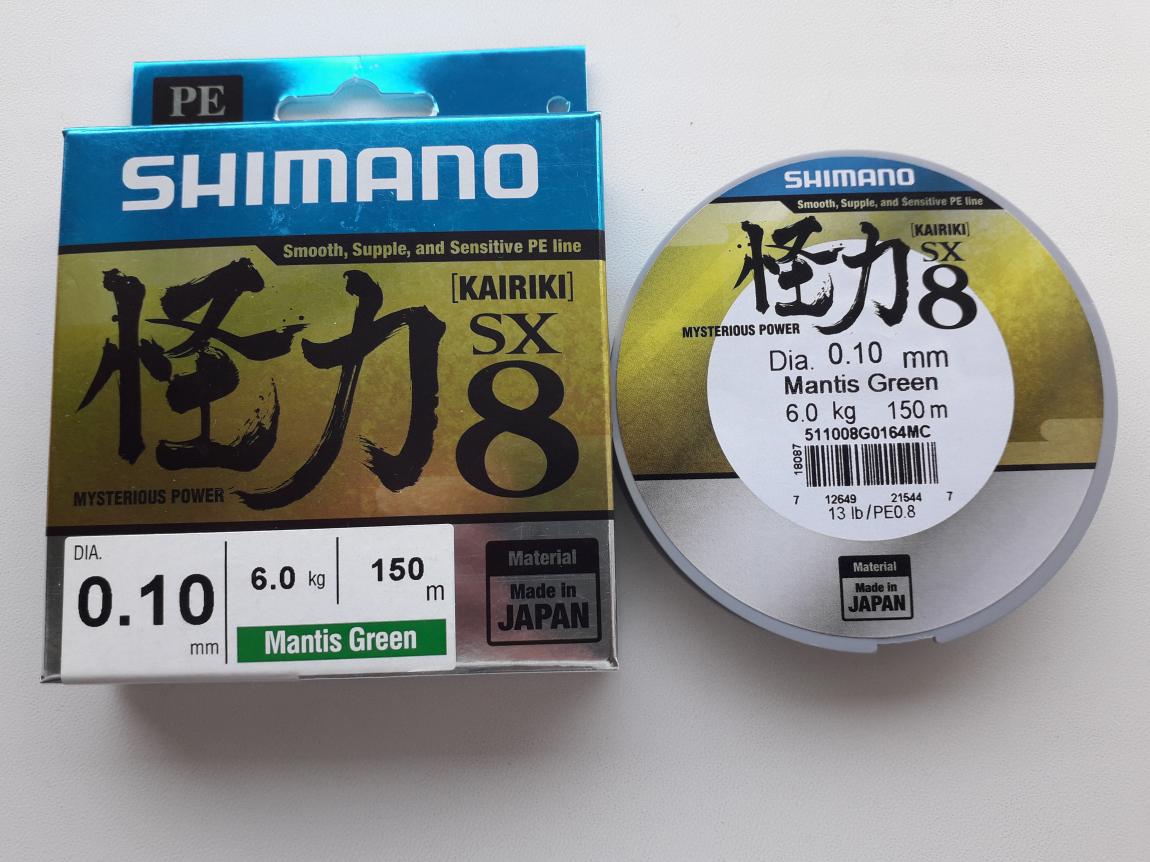 PE
SHIMANO
Smooth, Supple, and Sensitive PE line
怪力
[KAIRIKI]
SX
8
MYSTERIOUS POWER
DIA.
0.10
mm
6.0 kg
150 m
Mantis Green
Material
Made in
JAPAN
SHIMANO
Smooth, Supple, and Sensitive PE line
怪力
[KAIRIKI]
SX
8
MYSTERIOUS POWER
Dia. 0.10 mm
Mantis Green
6.0 kg 150 m
511008G0164MC
18087
7 12649 21544 7
13 lb/PE0.8
Material
Made in
JAPAN